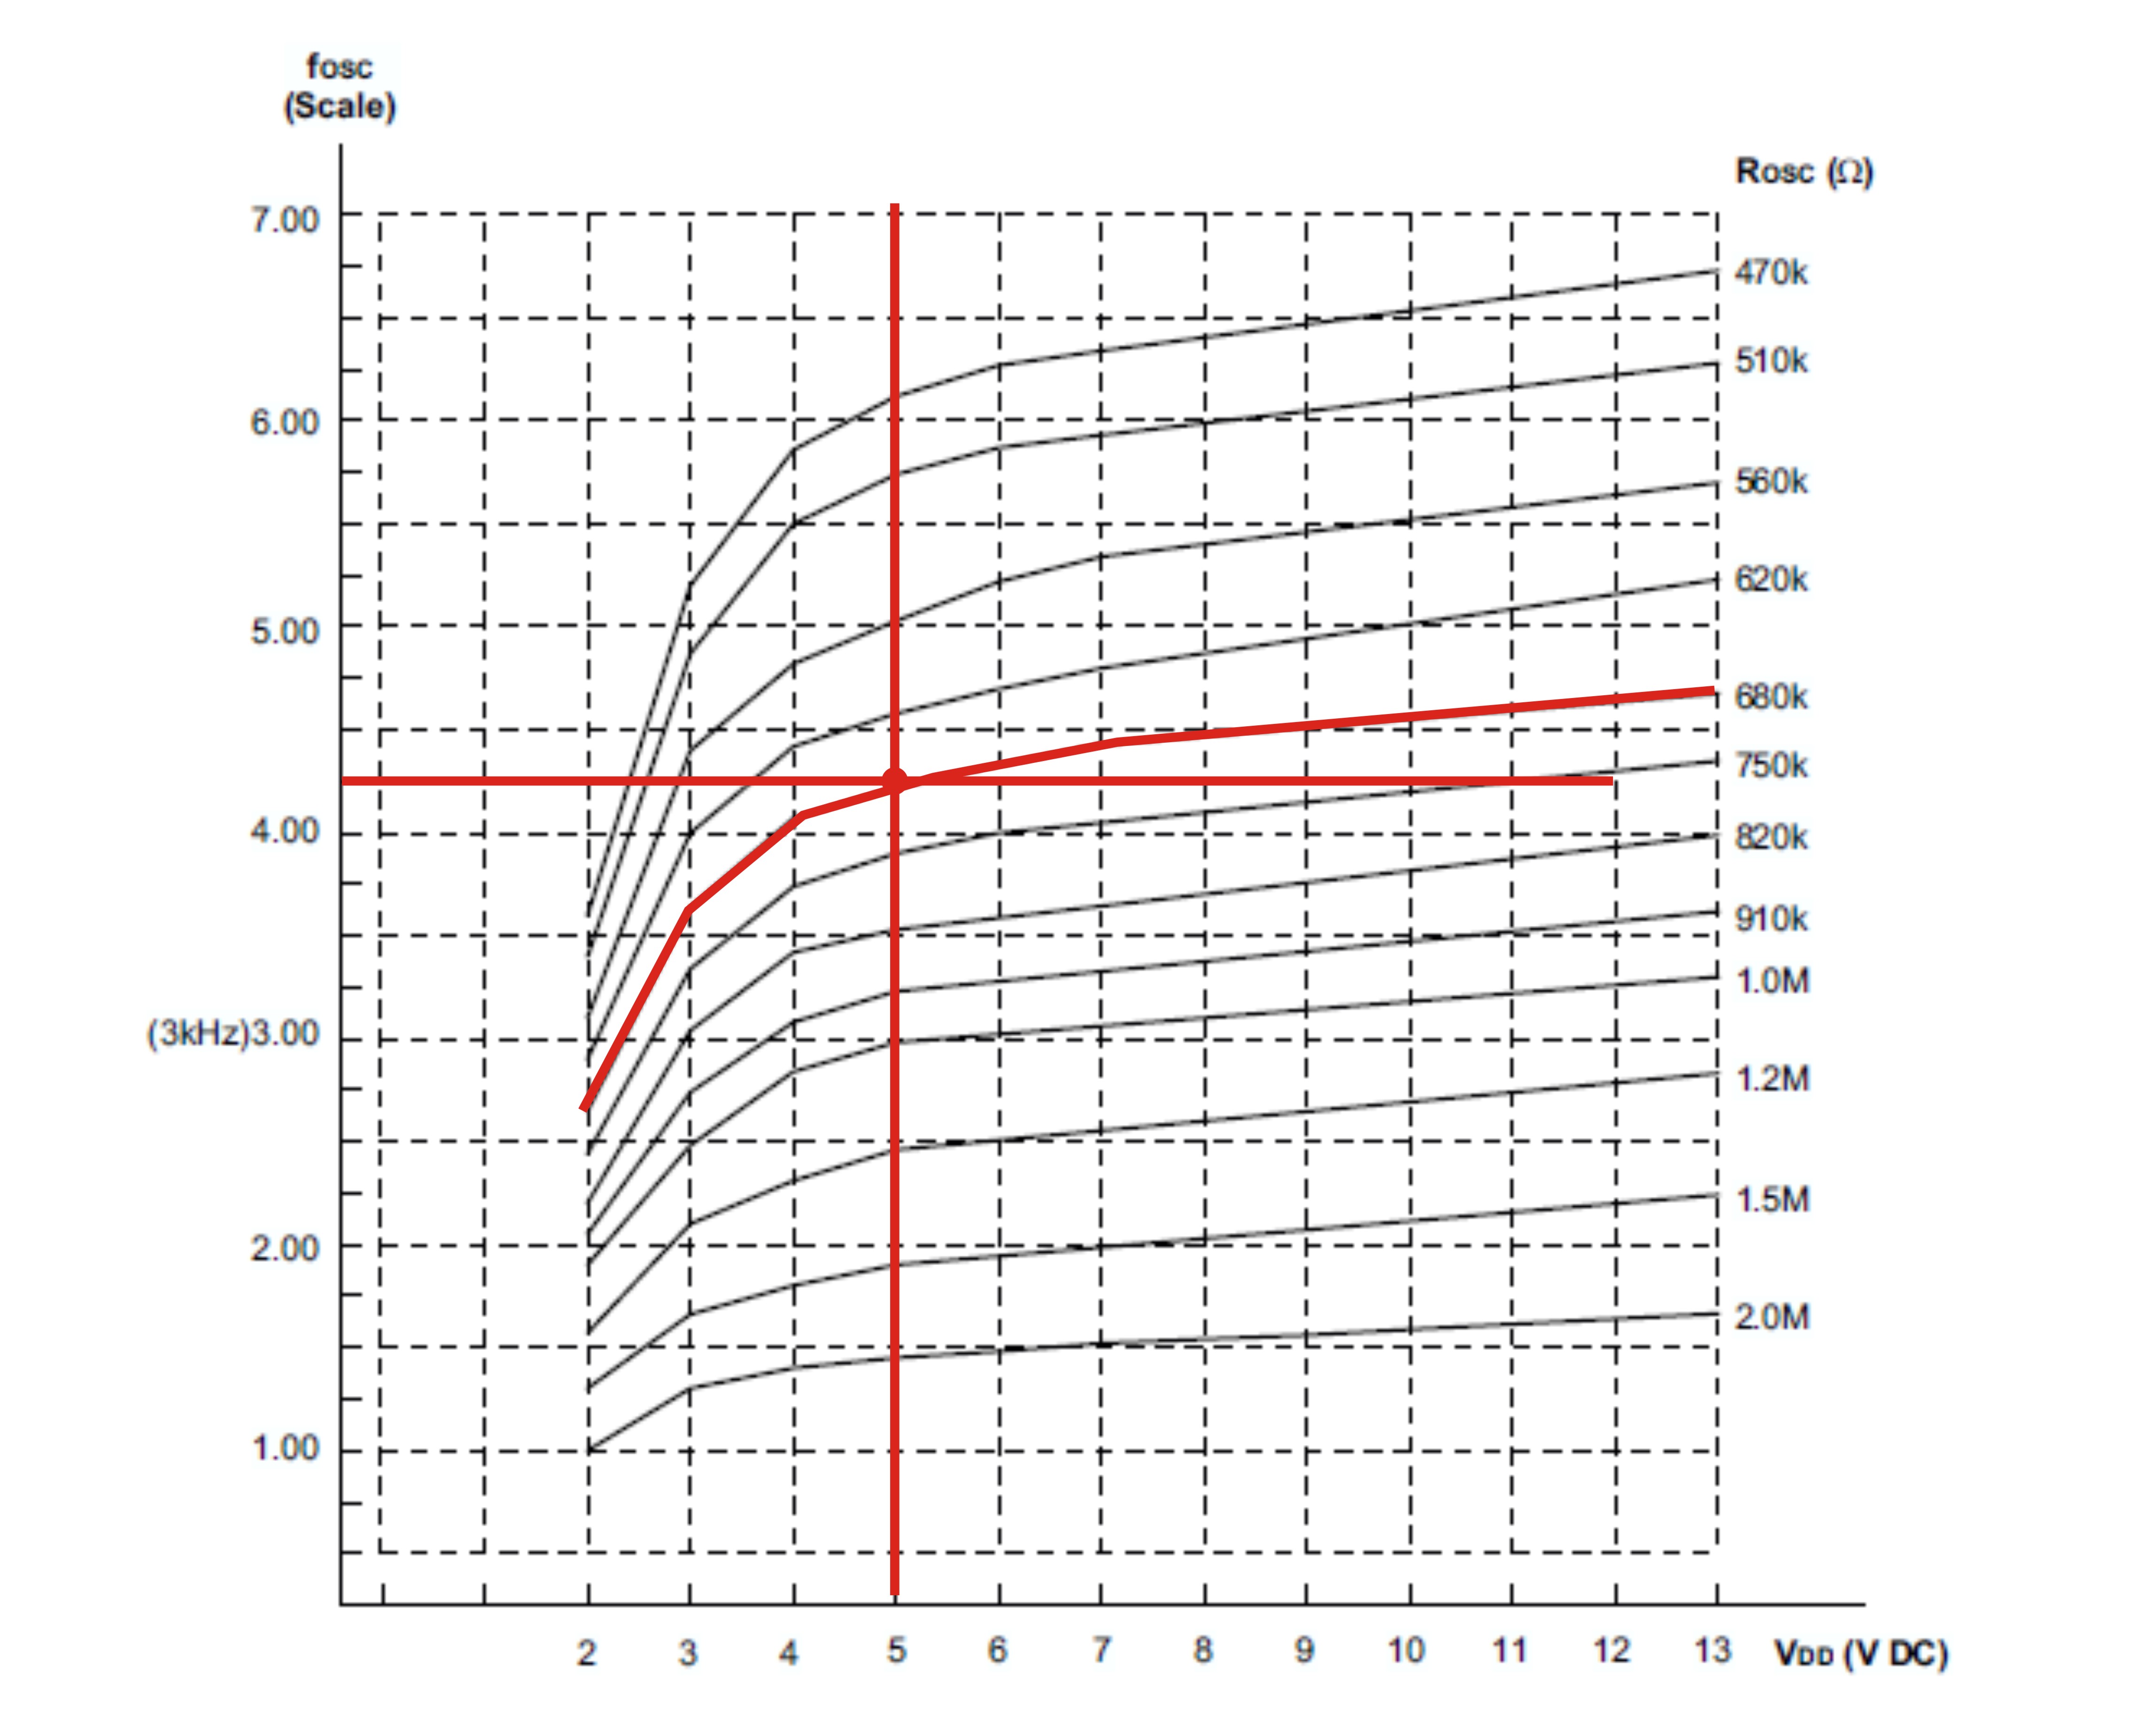 fosc
(Scale)
Rosc (Ω)
7.00
470k
510k
6.00
560k
620k
5.00
680k
750k
4.00
820k
910k
1.0M
(3kHz)3.00
1.2M
1.5M
2.00
2.0M
1.00
2 3 4 5 6 7 8 9 10 11 12 13 VDD (V DC)